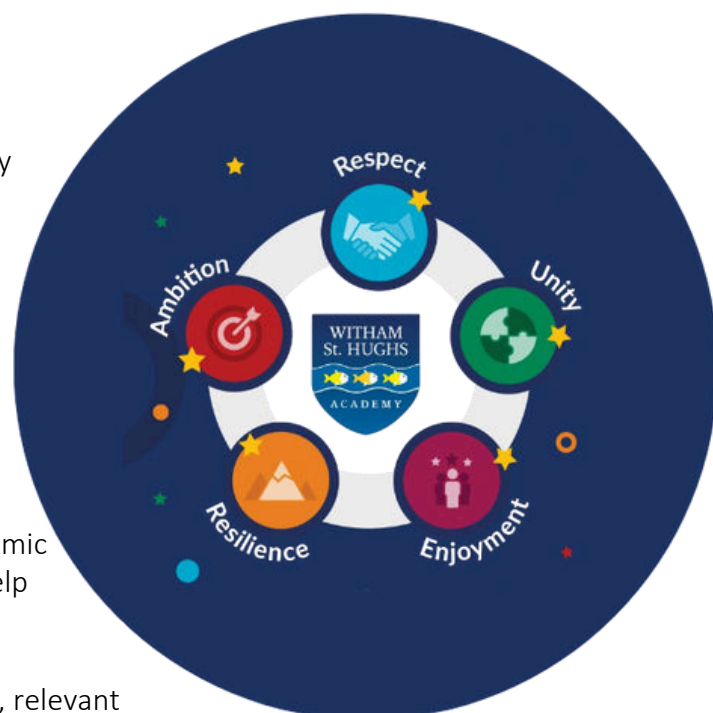 y
Respect
Ambition
Unity
WITHAM
St. HUGHS
ACADEMY
Resilience
Enjoyment
mic
elp
, relevant